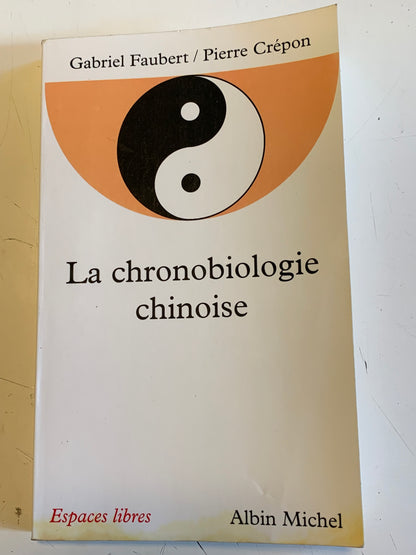 Gabriel Faubert / Pierre Crépon
La chronobiologie
chinoise
Espaces libres
Albin Michel